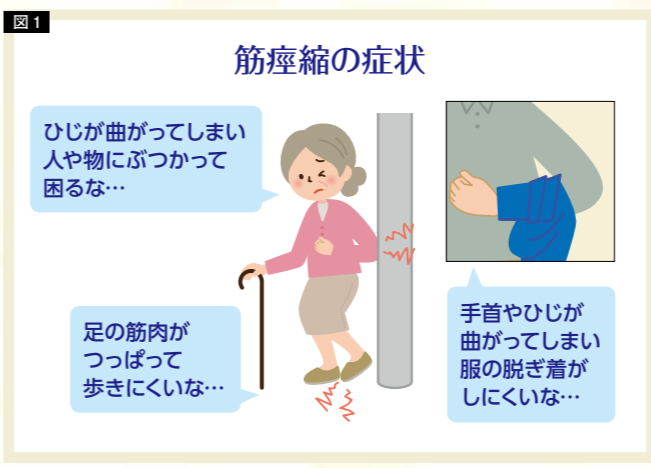 図1
筋痙縮の症状
ひじが曲がってしまい
人や物にぶつかって
困るな…
足の筋肉が
つっぱって
歩きにくいな…
手首やひじが
曲がってしまい
服の脱ぎ着が
しにくいな…